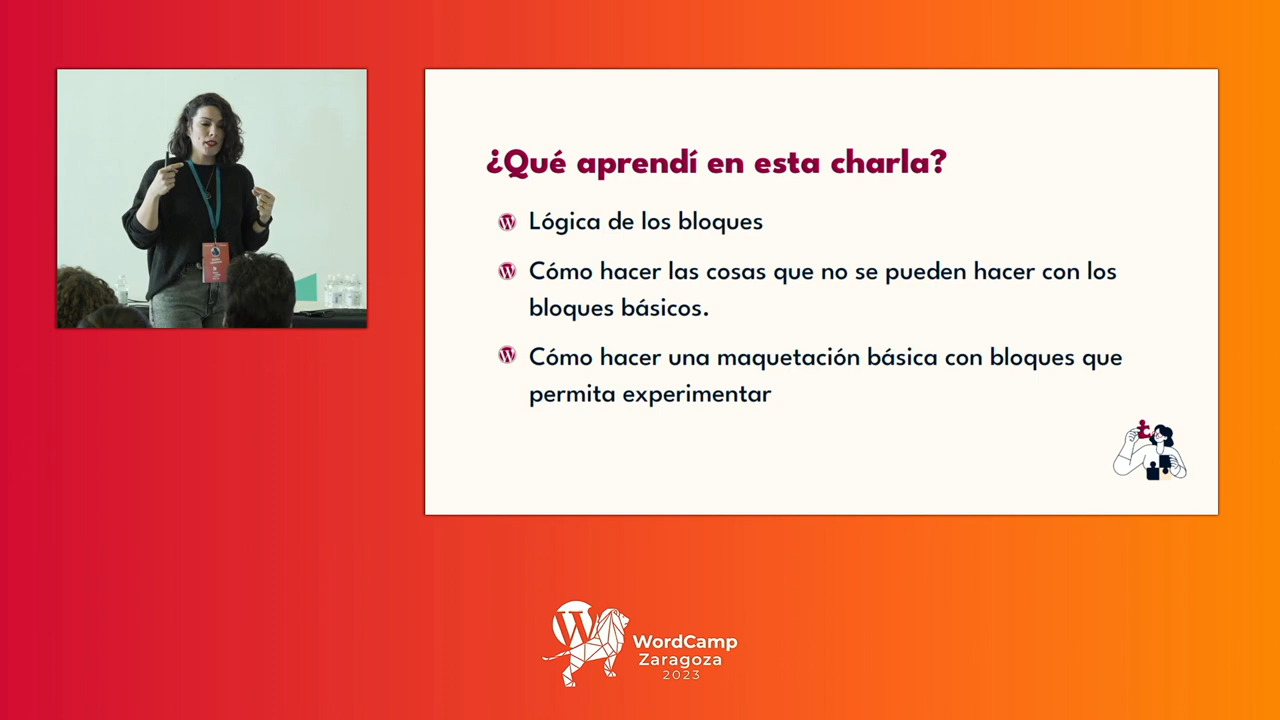 ¿Qué aprendí en esta charla?
Lógica de los bloques
Cómo hacer las cosas que no se pueden hacer con los
bloques básicos.
Cómo hacer una maquetación básica con bloques que
permita experimentar
WordCamp
Zaragoza
2023